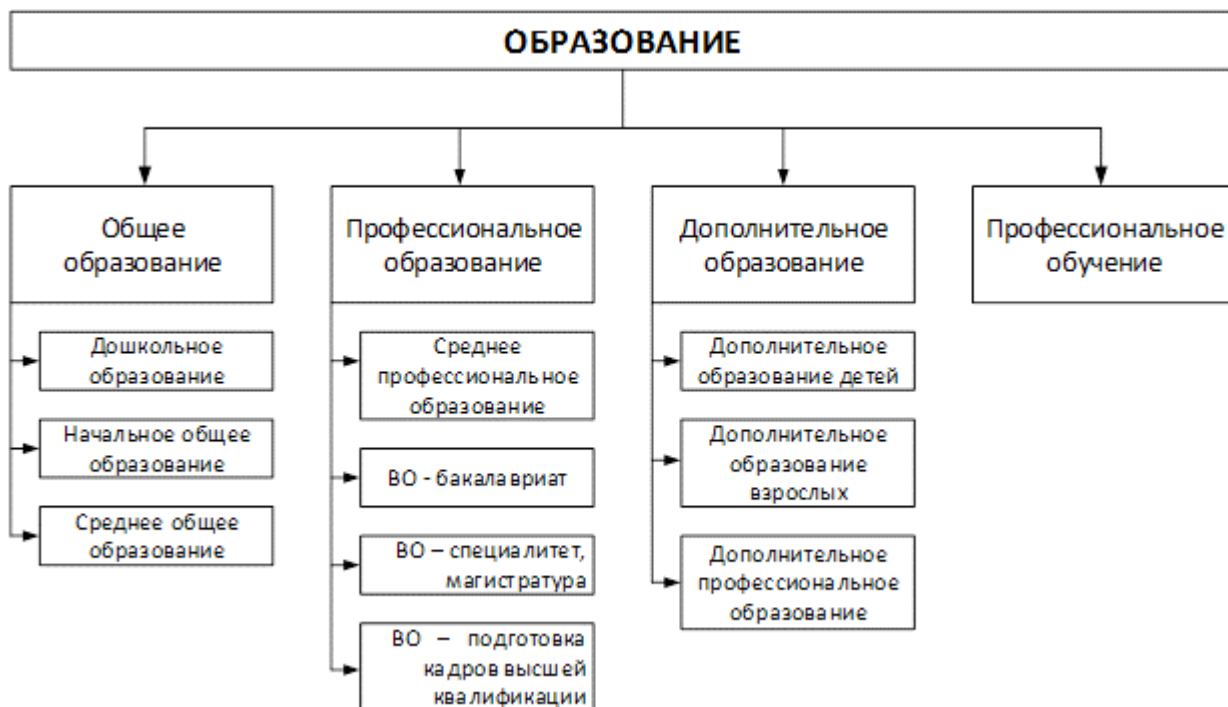 ОБРАЗОВАНИЕ
Общее
образование
Дошкольное
образование
Начальное общее
образование
Среднее общее
образование
Профессиональное
образование
Среднее
профессиональное
образование
ВО - бакалавриат
ВО – специалитет,
магистратура
ВО – подготовка
кадров высшей
квалификации
Дополнительное
образование
Дополнительное
образование детей
Дополнительное
образование
взрослых
Дополнительное
профессиональное
образование
Профессиональное
обучение